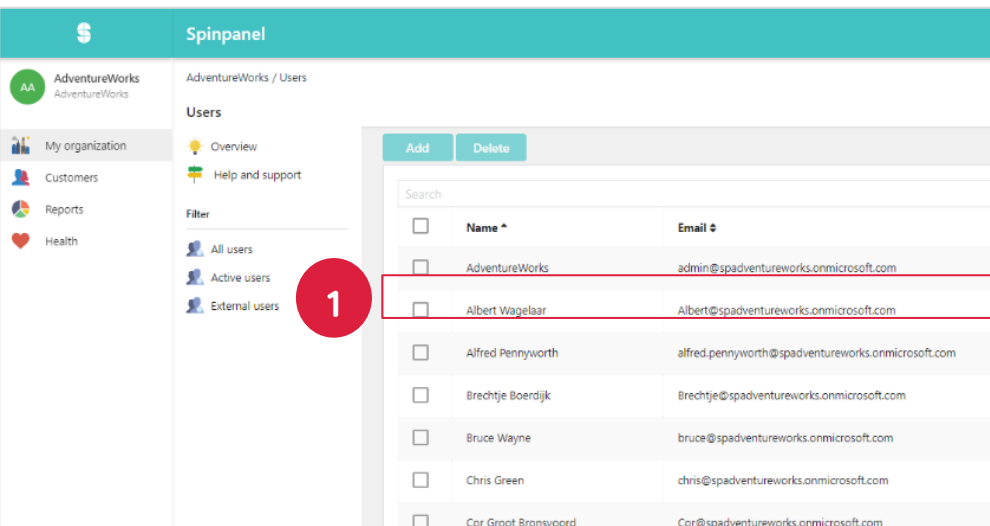 Spinpanel
AA
AdventureWorks
AdventureWorks
My organization
Customers
Reports
Health
AdventureWorks / Users
Users
Overview
Help and support
Filter
All users
Active users
External users
1
Add Delete
Search
Name Email
AdventureWorks admin@spadventureworks.onmicrosoft.com
Albert Wagelaar Albert@spadventureworks.onmicrosoft.com
Alfred Pennyworth alfred.pennyworth@spadventureworks.onmicrosoft.com
Brechtje Boerdijk Brechtje@spadventureworks.onmicrosoft.com
Bruce Wayne bruce@spadventureworks.onmicrosoft.com
Chris Green chris@spadventureworks.onmicrosoft.com
Cor Groot Bronsvoord Cor@spadventureworks.onmicrosoft.com